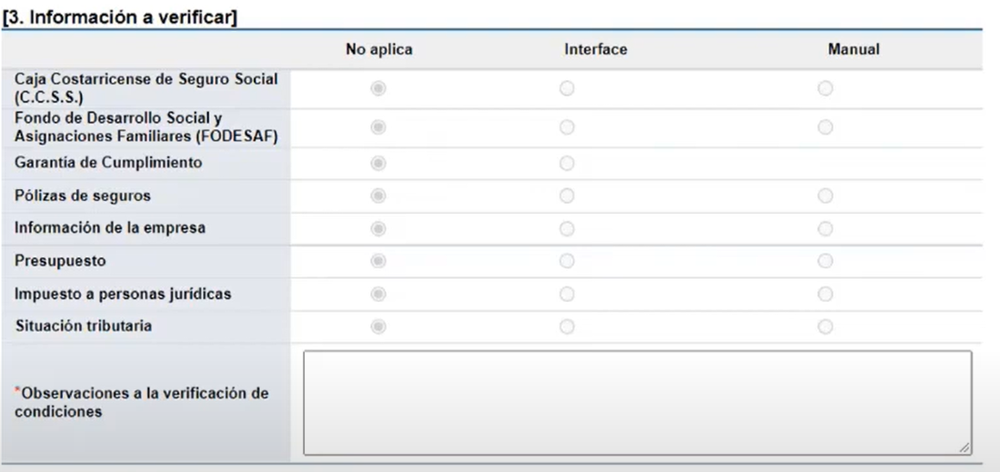 [3. Información a verificar]
No aplica Interface Manual
Caja Costarricense de Seguro Social
(C.C.S.S.)
Fondo de Desarrollo Social y
Asignaciones Familiares (FODESAF)
Garantía de Cumplimiento
Pólizas de seguros
Información de la empresa
Presupuesto
Impuesto a personas jurídicas
Situación tributaria
*Observaciones a la verificación de
condiciones